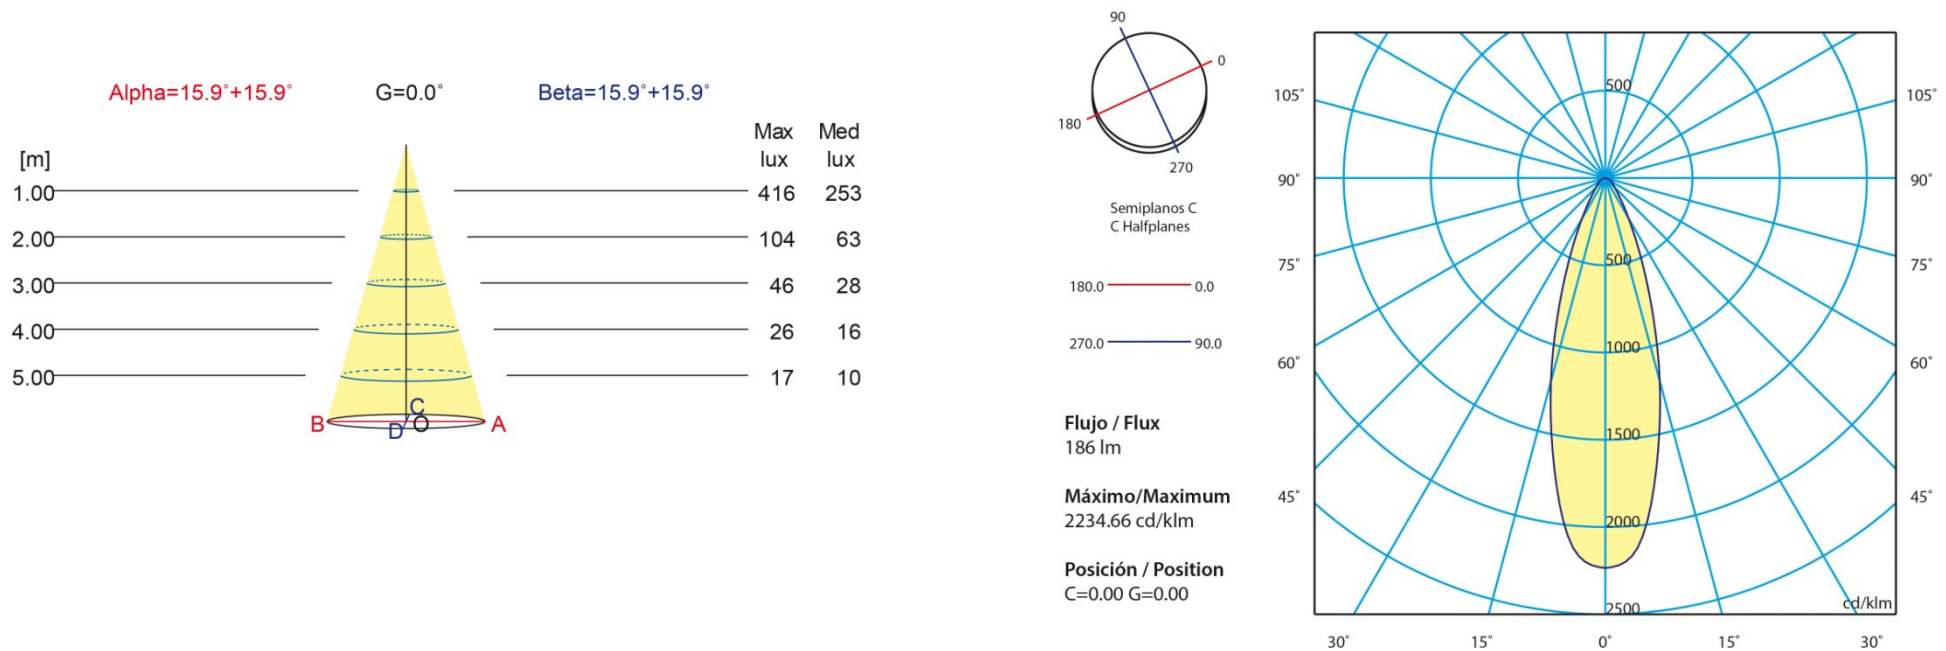 Alpha=15.9˚+15.9˚ G=0.0˚ Beta=15.9˚+15.9˚
Max Med
[m] lux lux
1.00 416 253
2.00 104 63
3.00 46 28
4.00 26 16
5.00 17 10
B D C O A
90
0
180
270
Semiplanos C
C Halfplanes
180.0 0.0
270.0 90.0
Flujo / Flux
186 lm
Máximo/Maximum
2234.66 cd/klm
Posición / Position
C=0.00 G=0.00
500
105˚ 105˚
90˚ 90˚
500
75˚ 75˚
1000
60˚ 60˚
1500
45˚ 45˚
2000
2500 cd/klm
30˚ 15˚ 0˚ 15˚ 30˚